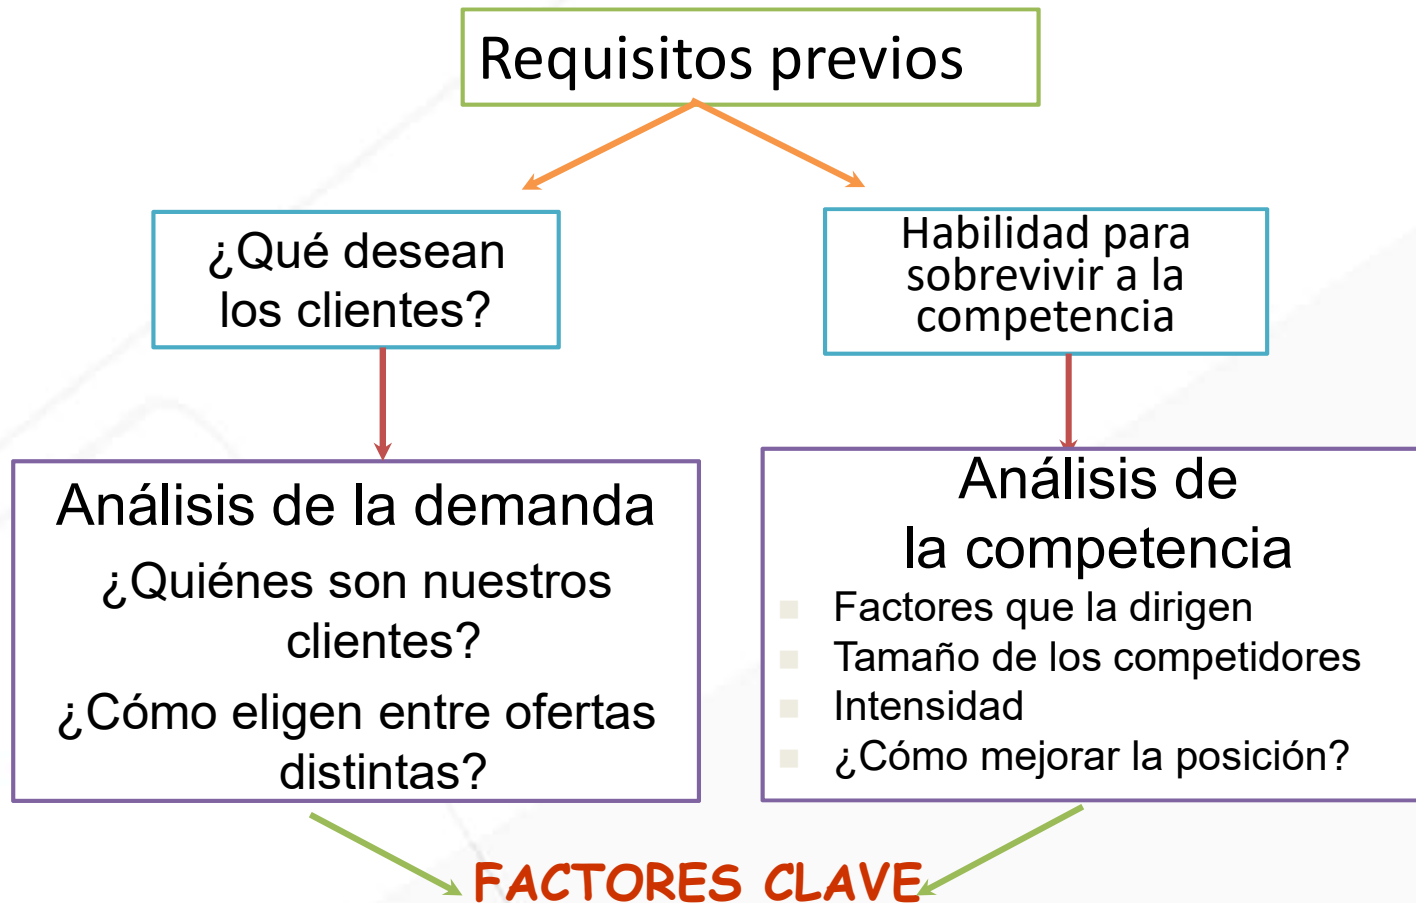 Requisitos previos
¿Qué desean
los clientes?
Habilidad para
sobrevivir a la
competencia
Análisis de la demanda
¿Quiénes son nuestros
clientes?
¿Cómo eligen entre ofertas
distintas?
Análisis de
la competencia
Factores que la dirigen
Tamaño de los competidores
Intensidad
¿Cómo mejorar la posición?
FACTORES CLAVE